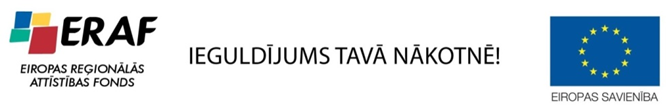 ERAF
EIROPAS REĢIONĀLĀS
ATTĪSTĪBAS FONDS
IEGULDĪJUMS TAVĀ NĀKOTNĒ!
EIROPAS SAVIENĪBA